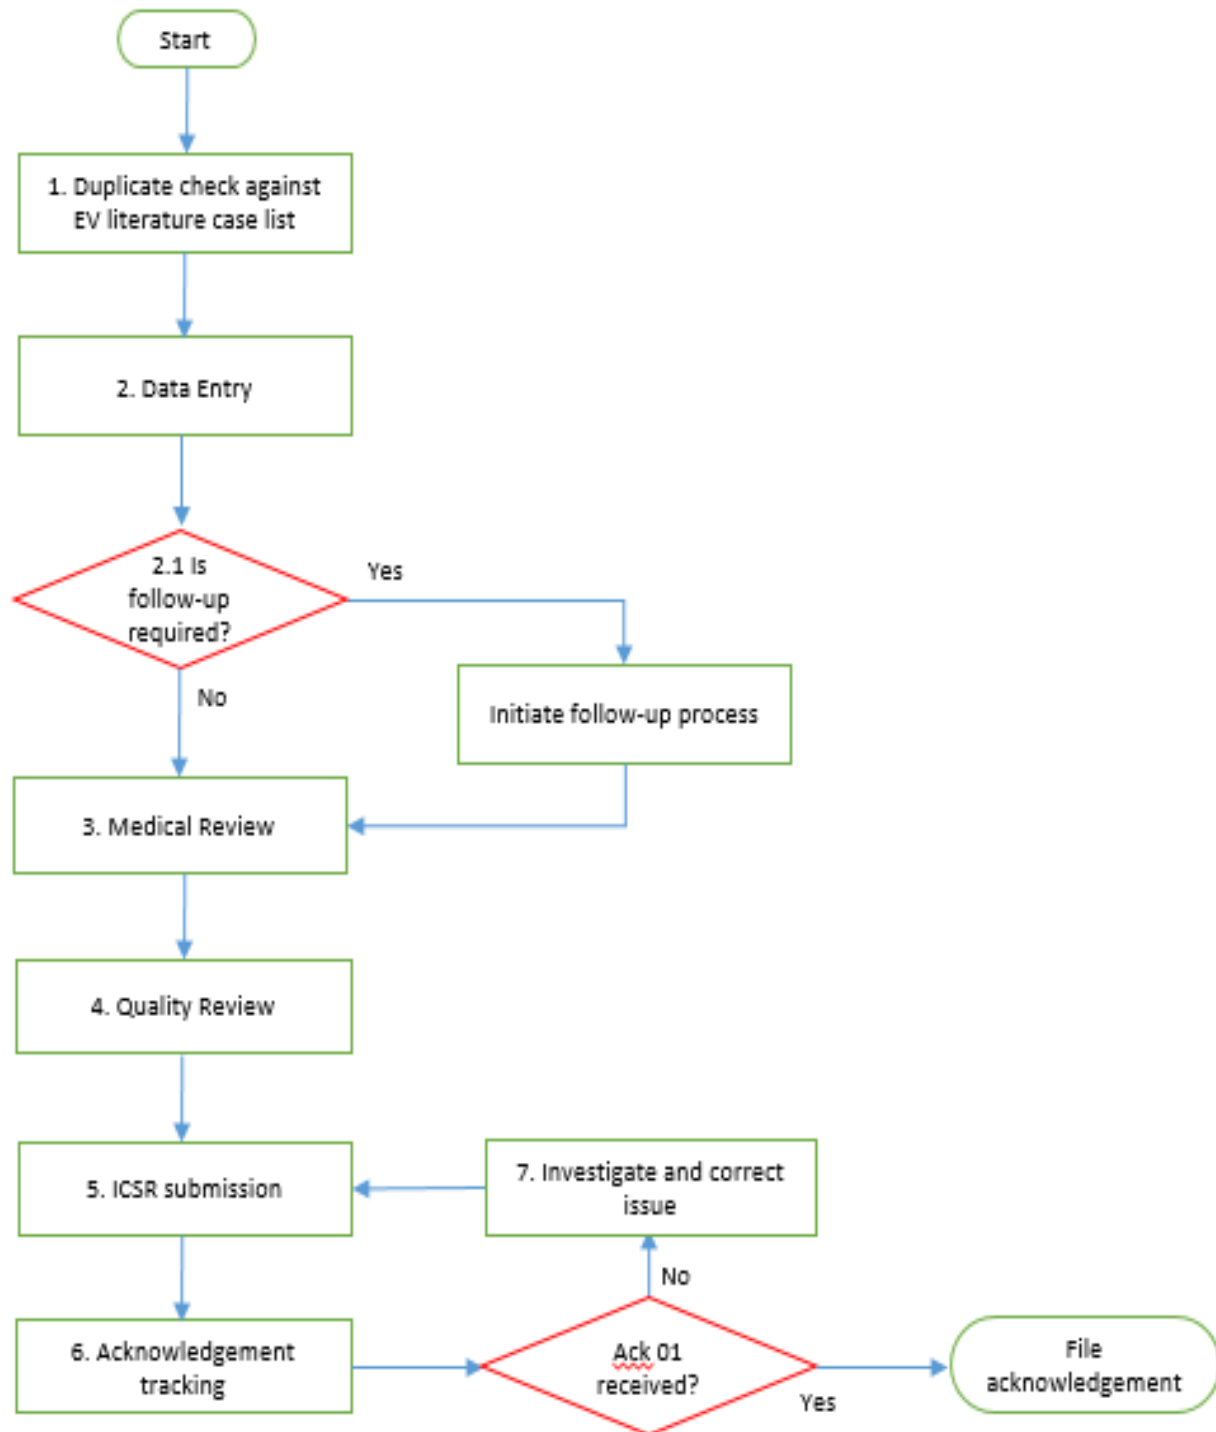 Start
1. Duplicate check against
EV literature case list
2. Data Entry
2.1 Is
follow-up
required?
Yes
No
Initiate follow-up process
3. Medical Review
4. Quality Review
5. ICSR submission
7. Investigate and correct
issue
No
6. Acknowledgement
tracking
Ack 01
received?
Yes
File
acknowledgement